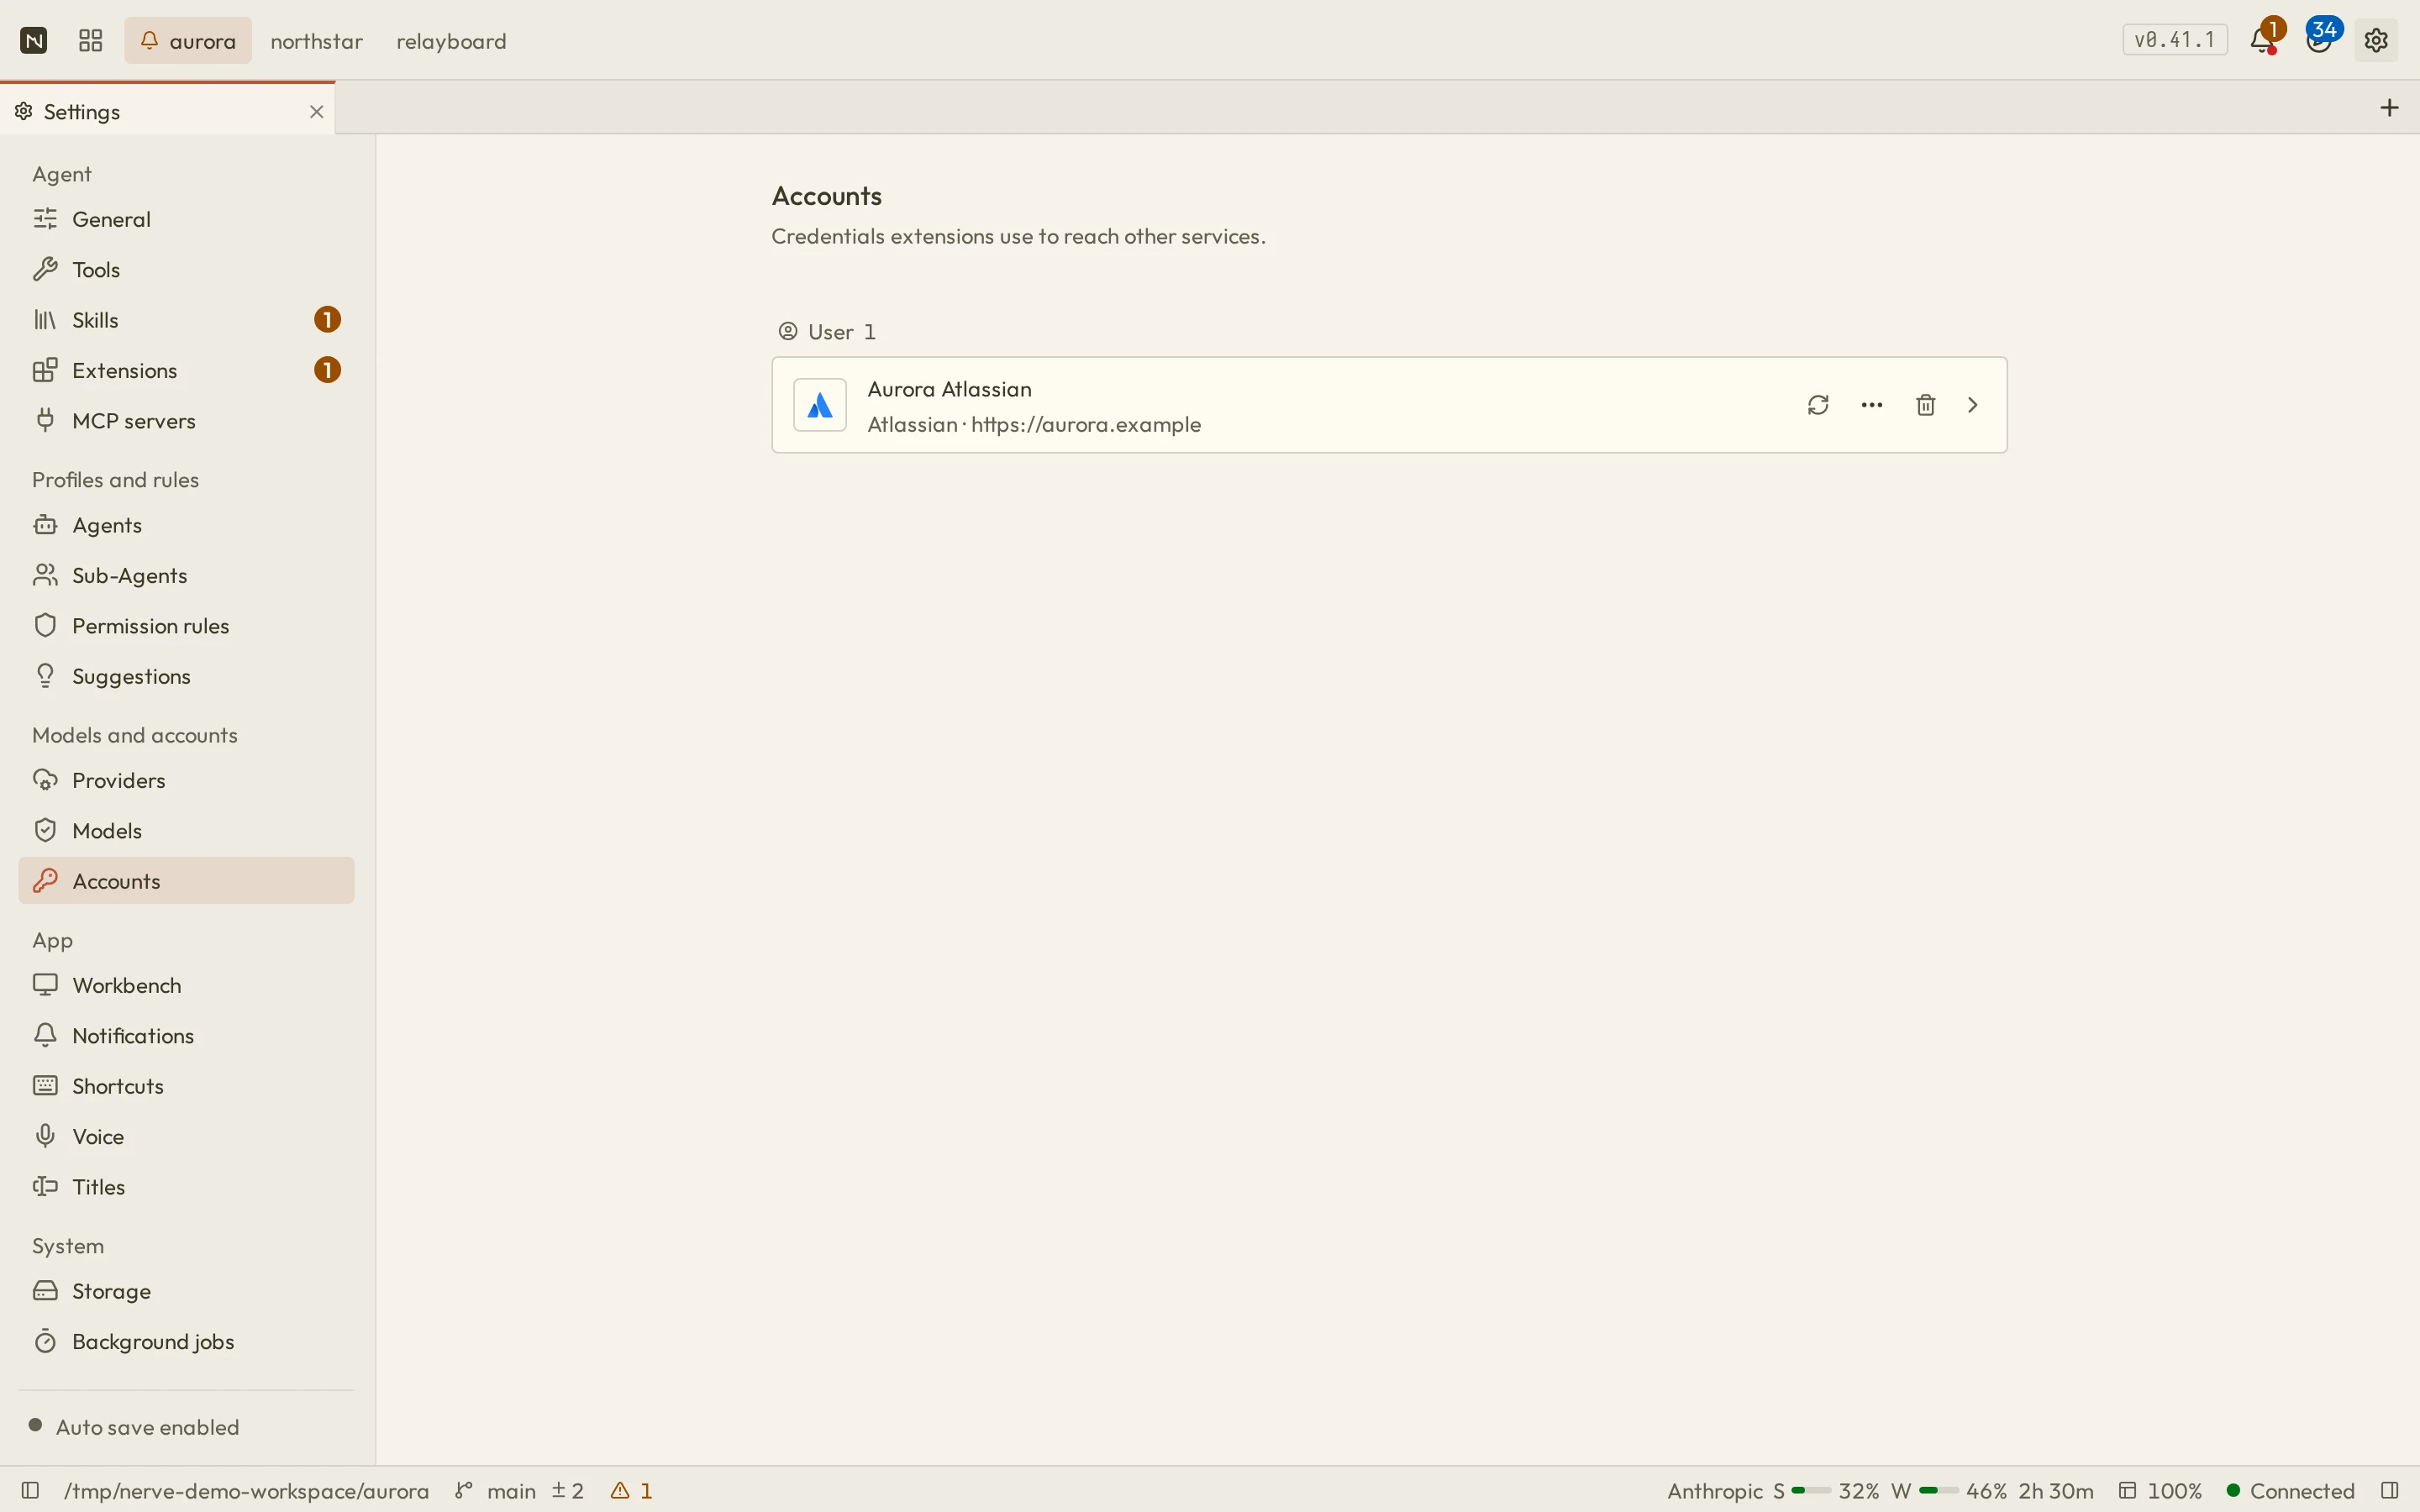 aurora
northstar
relayboard
v0.41.1
1
34
Settings
Agent
General
Tools
Skills 1
Extensions 1
MCP servers
Profiles and rules
Agents
Sub-Agents
Permission rules
Suggestions
Models and accounts
Providers
Models
Accounts
App
Workbench
Notifications
Shortcuts
Voice
Titles
System
Storage
Background jobs
Auto save enabled
Accounts
Credentials extensions use to reach other services.
User 1
Aurora Atlassian
Atlassian · https://aurora.example
/tmp/nerve-demo-workspace/aurora main ±2 1
Anthropic S 32% W 46% 2h 30m 100% Connected